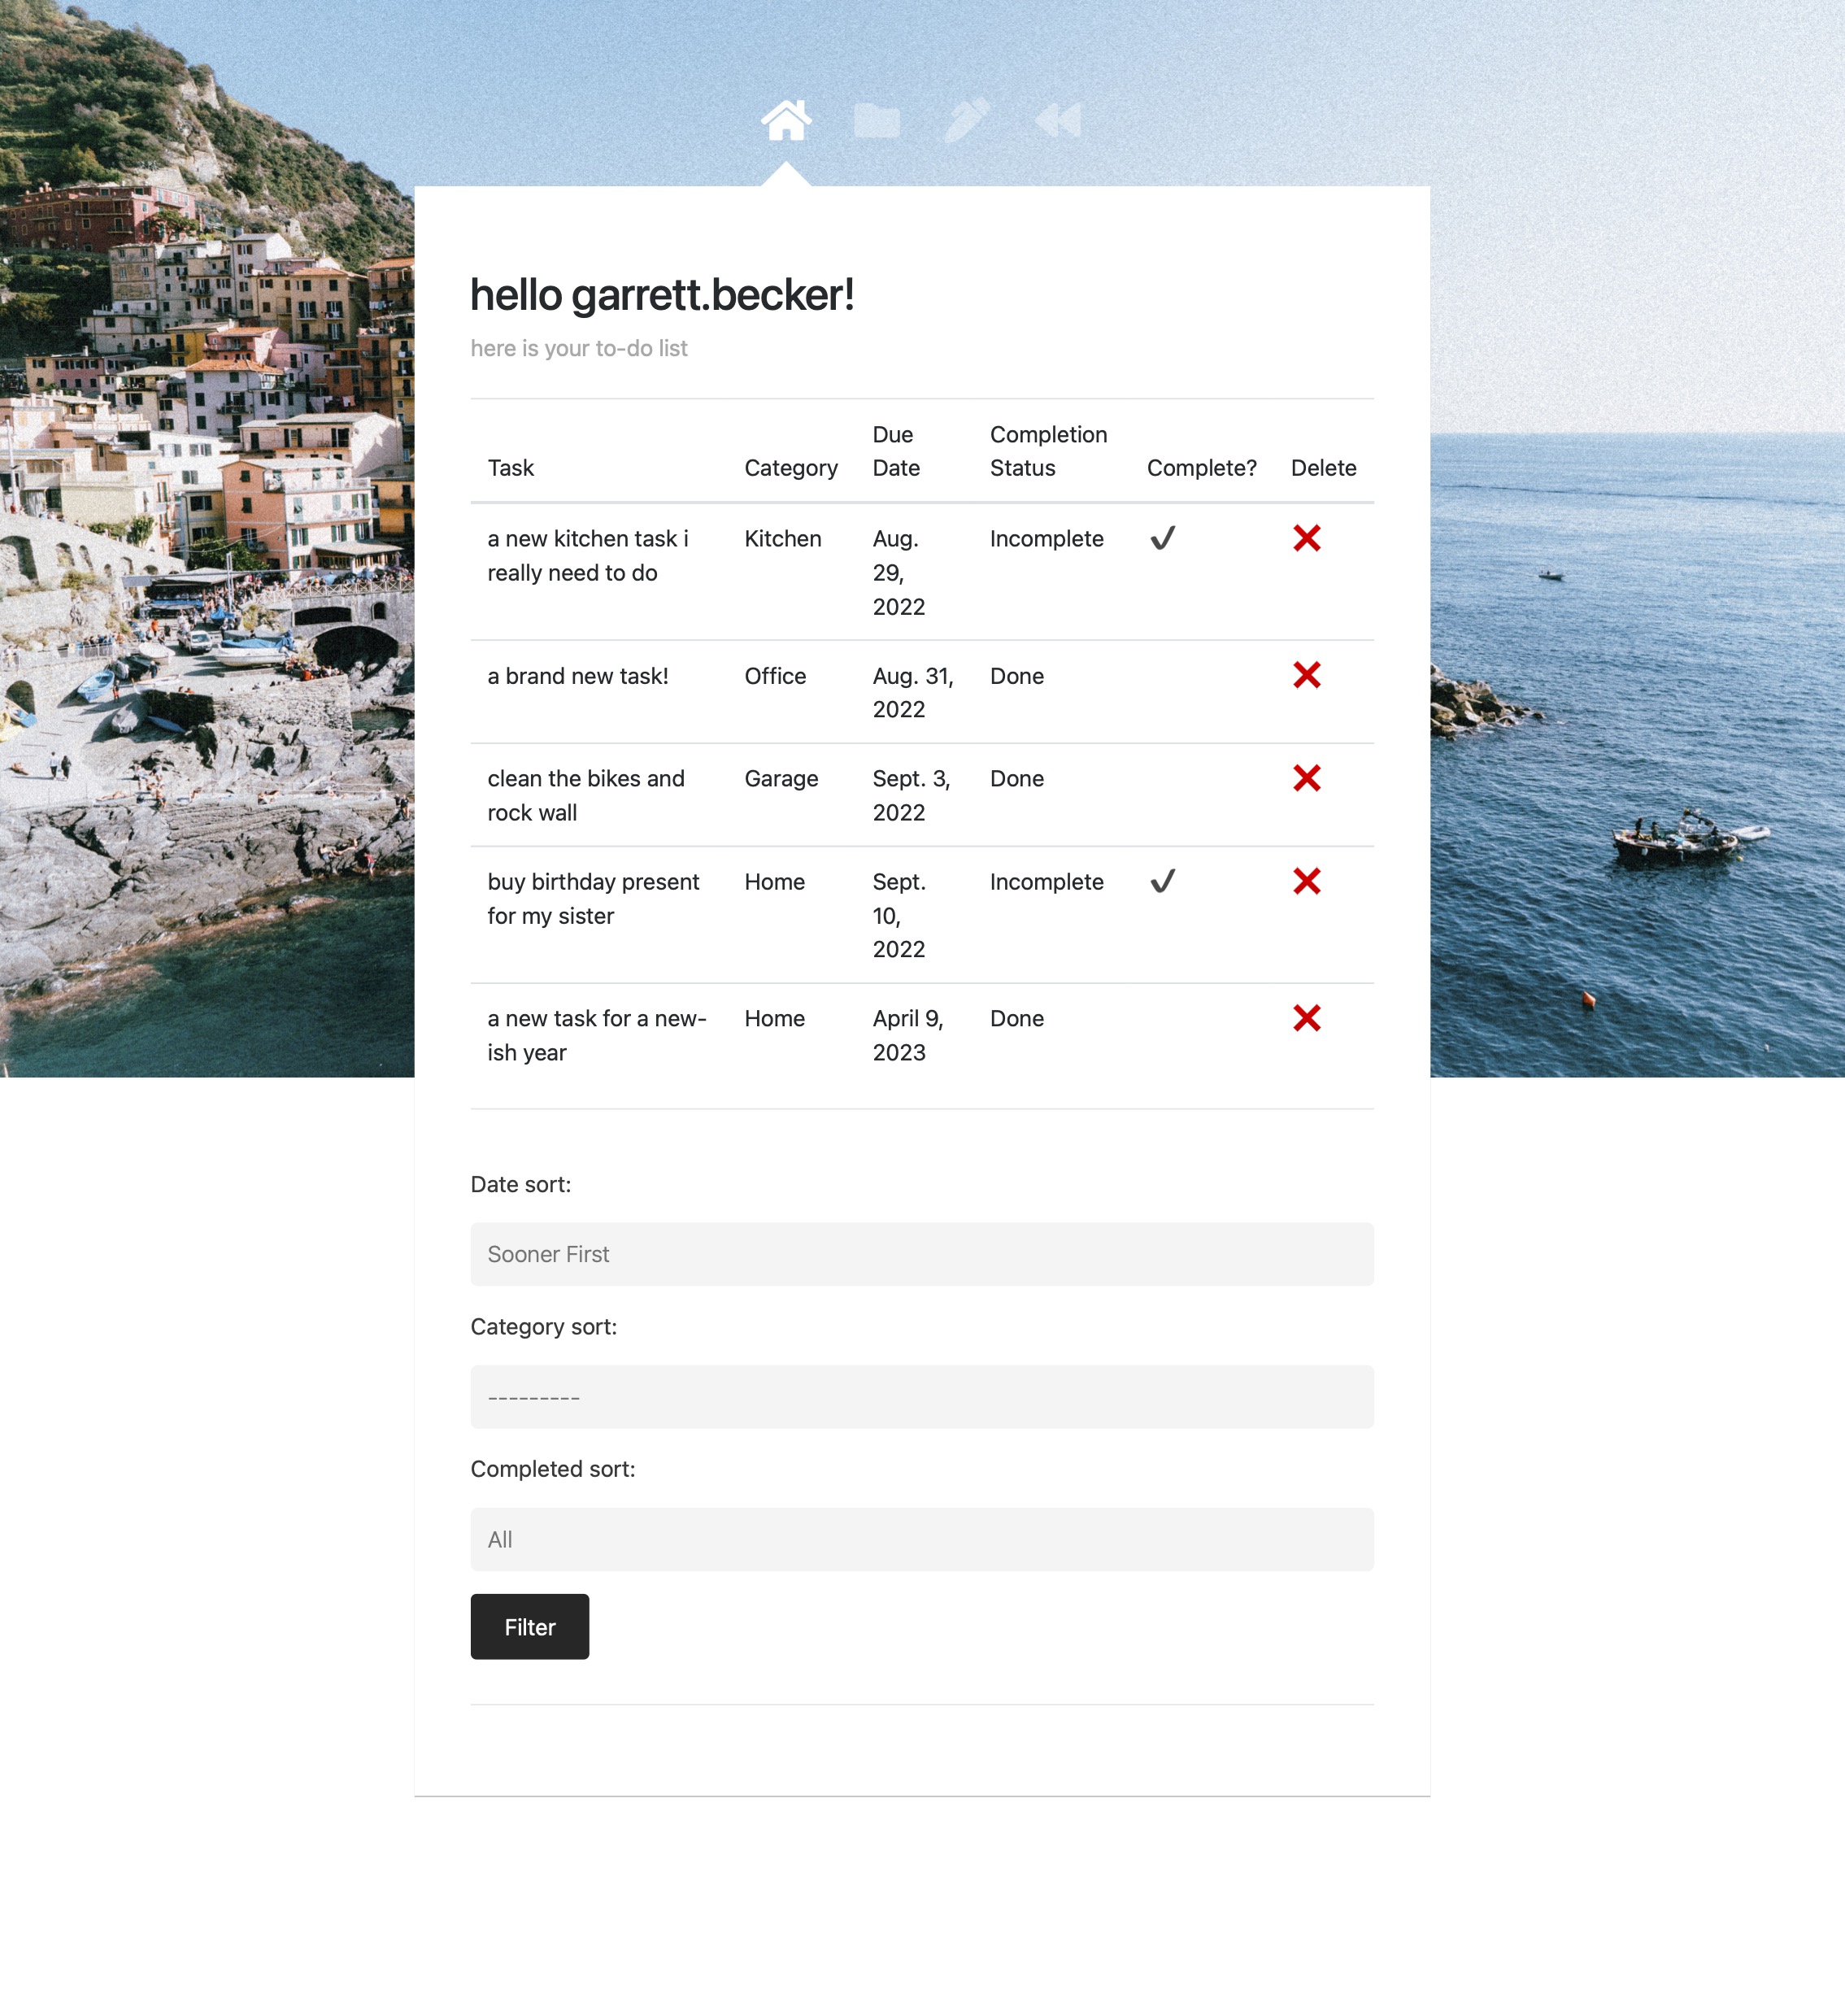 hello garrett.becker!
here is your to-do list
Task Category Due Date Completion Status Complete? Delete
a new kitchen task i really need to do Kitchen Aug. 29, 2022 Incomplete
a brand new task! Office Aug. 31, 2022 Done
clean the bikes and rock wall Garage Sept. 3, 2022 Done
buy birthday present for my sister Home Sept. 10, 2022 Incomplete
a new task for a new-ish year Home April 9, 2023 Done
Date sort:
Sooner First
Category sort:
---------
Completed sort:
All
Filter